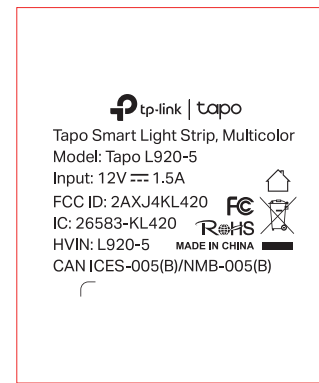 tp-link | tapo
Tapo Smart Light Strip, Multicolor
Model: Tapo L920-5
Input: 12V ⎓ 1.5A
FCC ID: 2AXJ4KL420 FC
IC: 26583-KL420 RoHS
HVIN: L920-5 MADE IN CHINA
CAN ICES-005(B)/NMB-005(B)